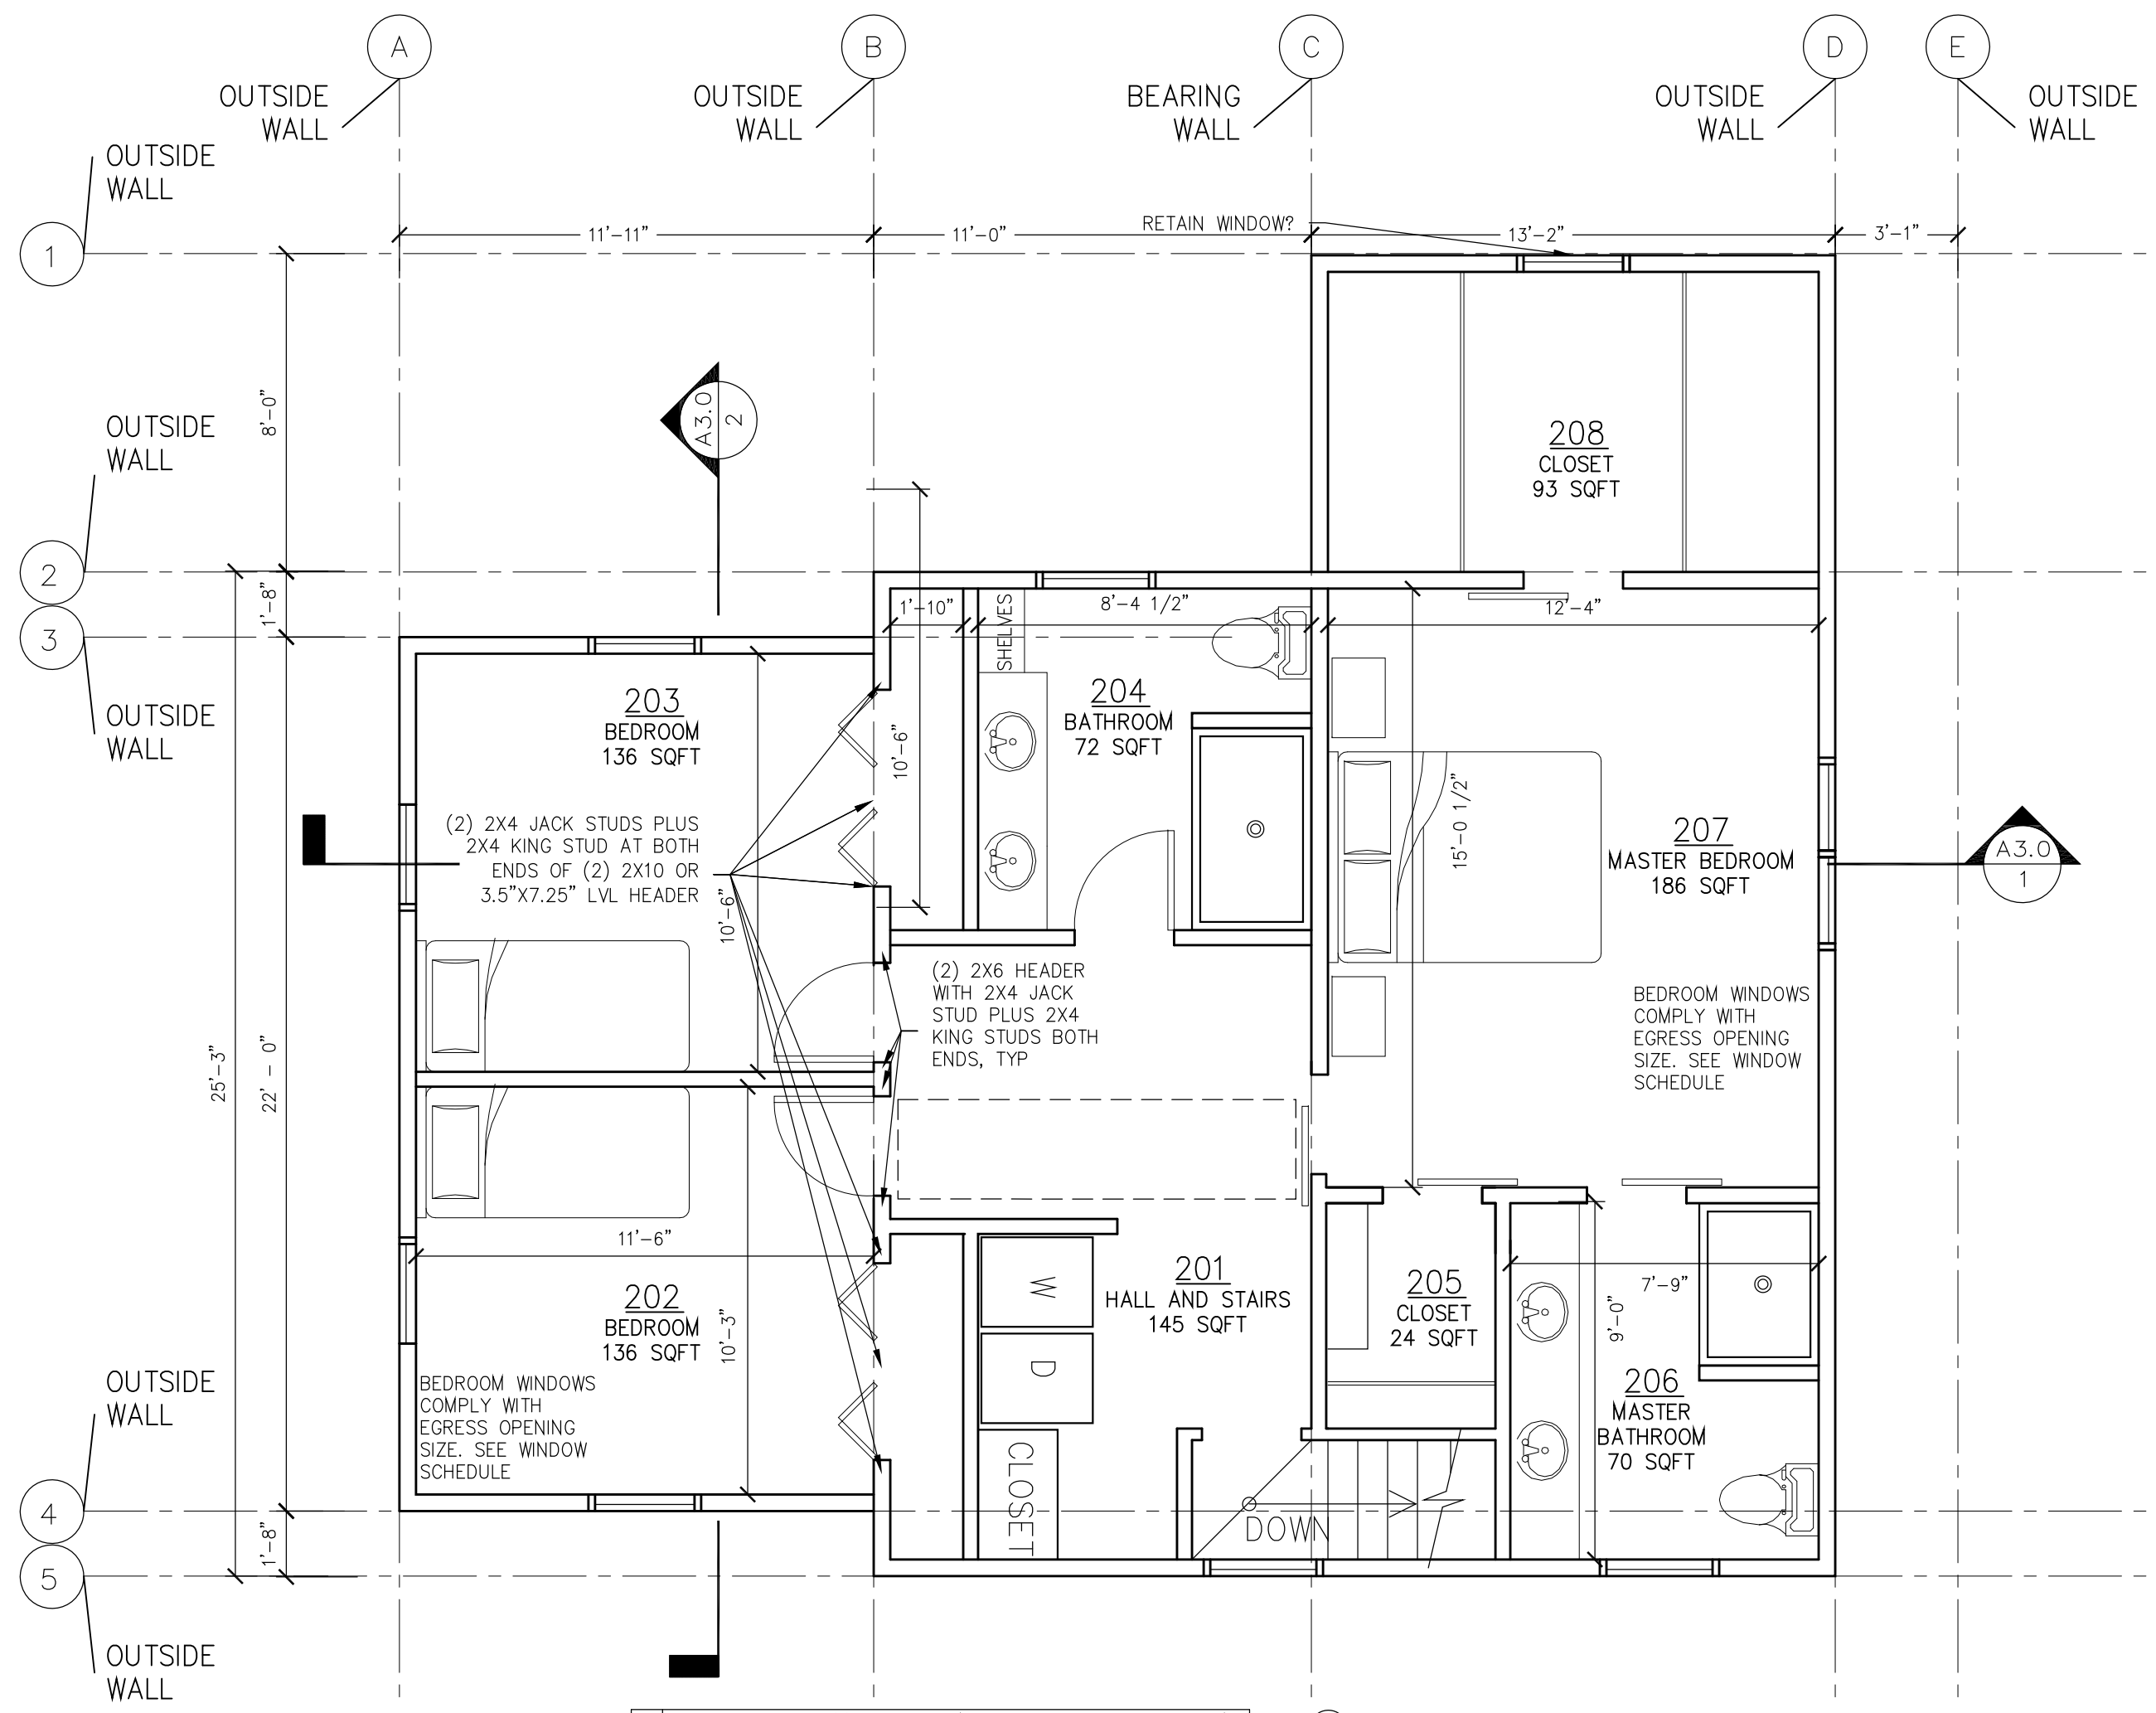 A
B
C
D
E
OUTSIDE
WALL
OUTSIDE
WALL
BEARING
WALL
OUTSIDE
WALL
OUTSIDE
WALL
OUTSIDE
WALL
1
11'-11"
11'-0"
RETAIN WINDOW?
13'-2"
3'-1"
8'-0"
A3.0
2
OUTSIDE
WALL
208
CLOSET
93 SQFT
2
1'-8"
3
OUTSIDE
WALL
1'-10"
SHELVES
8'-4 1/2"
12'-4"
203
BEDROOM
136 SQFT
204
BATHROOM
72 SQFT
10'-6"
(2) 2X4 JACK STUDS PLUS
2X4 KING STUD AT BOTH
ENDS OF (2) 2X10 OR
3.5"X7.25" LVL HEADER
10'-6"
15'-0 1/2"
207
MASTER BEDROOM
186 SQFT
A3.0
1
(2) 2X6 HEADER
WITH 2X4 JACK
STUD PLUS 2X4
KING STUDS BOTH
ENDS, TYP
BEDROOM WINDOWS
COMPLY WITH
EGRESS OPENING
SIZE. SEE WINDOW
SCHEDULE
25'-3"
22' - 0"
11'-6"
202
BEDROOM
136 SQFT
10'-3"
W
D
CLOSET
201
HALL AND STAIRS
145 SQFT
205
CLOSET
24 SQFT
7'-9"
9'-0"
206
MASTER
BATHROOM
70 SQFT
BEDROOM WINDOWS
COMPLY WITH
EGRESS OPENING
SIZE. SEE WINDOW
SCHEDULE
OUTSIDE
WALL
4
1'-8"
DOWN
5
OUTSIDE
WALL